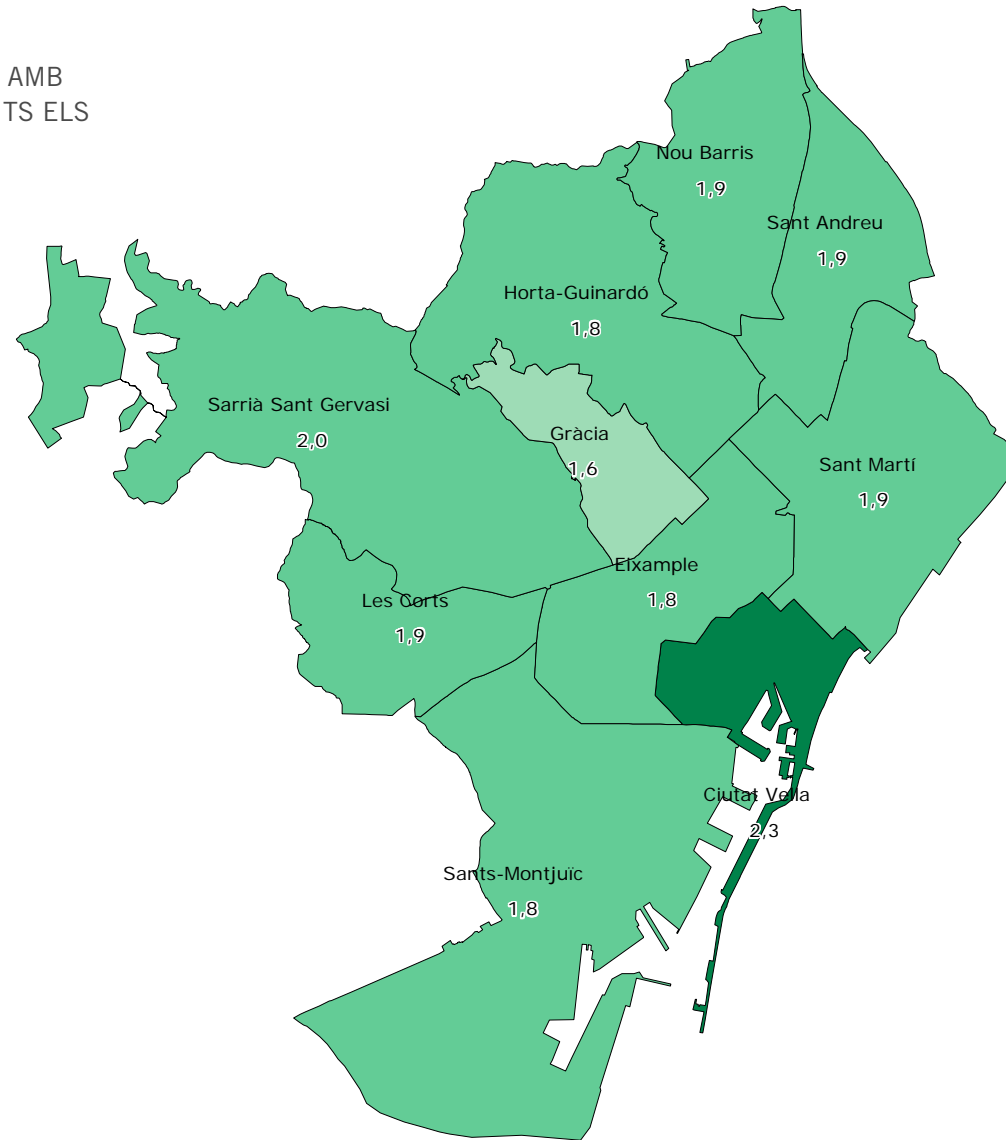 AMB
TS ELS
Nou Barris
1,9
Sant Andreu
1,9
Horta-Guinardó
1,8
Sarrià Sant Gervasi
2,0
Gràcia
1,6
Sant Martí
1,9
Eixample
1,8
Les Corts
1,9
Ciutat Vella
2,3
Sants-Montjuïc
1,8